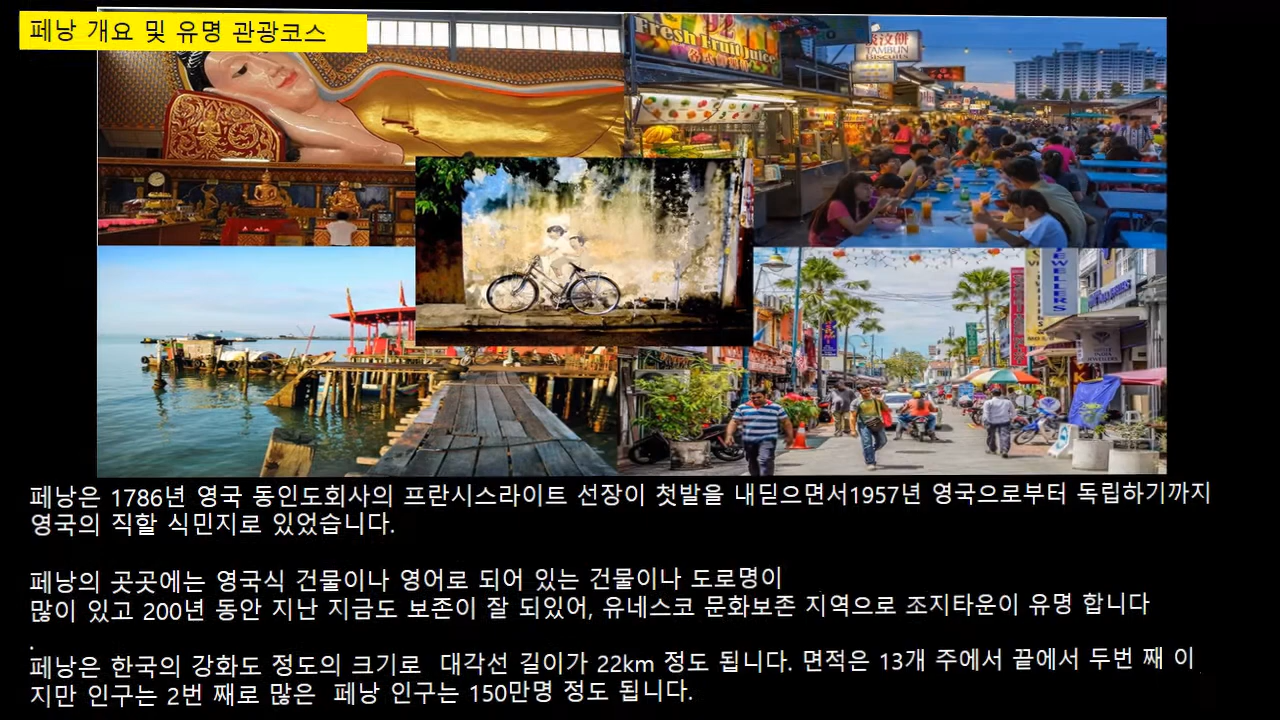 페낭 개요 및 유명 관광코스
Fresh Fruit Juice
TAMBUN
BISCUITS
JEWELLERS
페낭은 1786년 영국 동인도회사의 프란시스라이트 선장이 첫발을 내딛으면서1957년 영국으로부터 독립하기까지
영국의 직할 식민지로 있었습니다.
페낭의 곳곳에는 영국식 건물이나 영어로 되어 있는 건물이나 도로명이
많이 있고 200년 동안 지난 지금도 보존이 잘 되있어, 유네스코 문화보존 지역으로 조지타운이 유명 합니다
.
페낭은 한국의 강화도 정도의 크기로  대각선 길이가 22km 정도 됩니다. 면적은 13개 주에서 끝에서 두번 째 이
지만 인구는 2번 째로 많은  페낭 인구는 150만명 정도 됩니다.